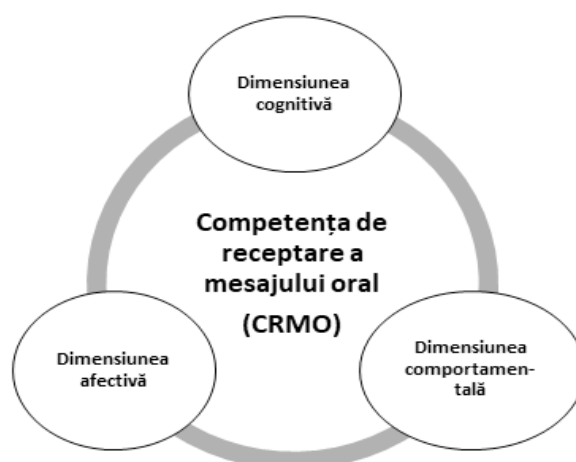 Dimensiunea
cognitivă
Competența de
receptare a
mesajului oral
(CRMO)
Dimensiunea
afectivă
Dimensiunea
comportamen-
tală